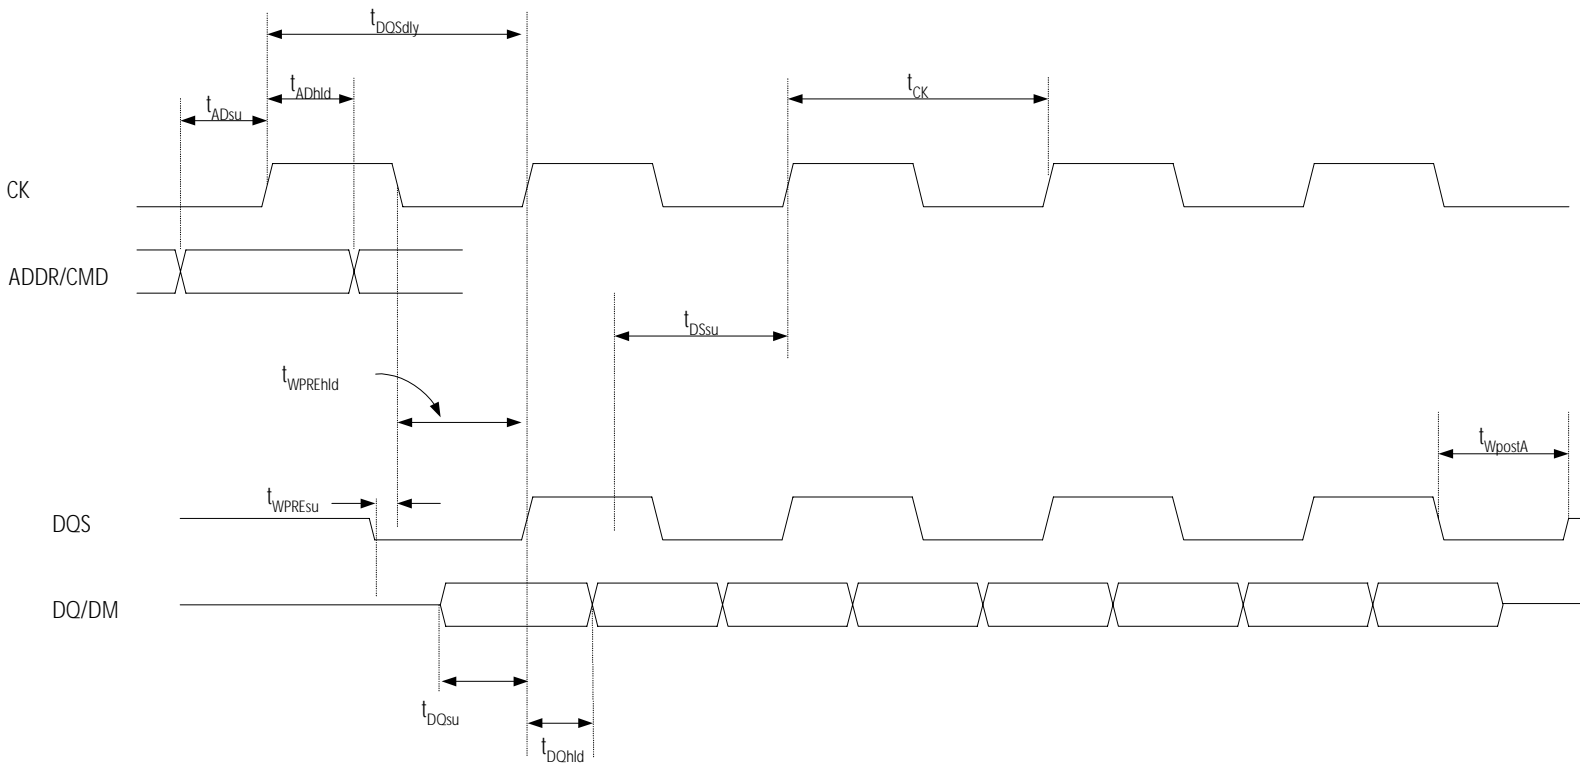 tDQSdly
tADhld
tADsu
tCK
CK
ADDR/CMD
tDSsu
tWPREhld
tWpostA
tWPREsu
DQS
DQ/DM
tDQsu
tDQhld